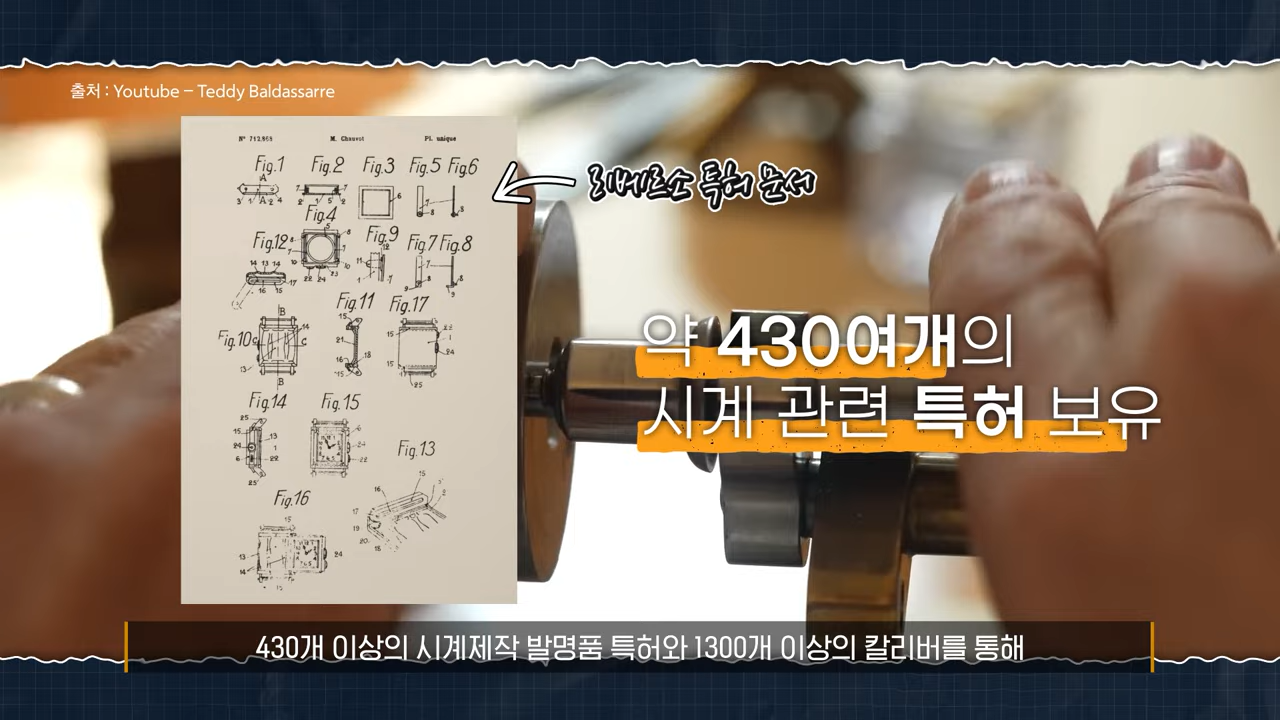 출처 : Youtube - Teddy Baldassarre
N° 712.868 M. Chauvot Pl. unique
Fig.1 Fig.2 Fig.3 Fig.5 Fig.6
Fig.4
Fig.12 Fig.9 Fig.7 Fig.8
Fig.11 Fig.17
Fig.10
Fig.14 Fig.15
Fig.13
Fig.16
리베르소 특허 문서
약 430여개의
시계 관련 특허 보유
430개 이상의 시계제작 발명품 특허와 1300개 이상의 칼리버를 통해